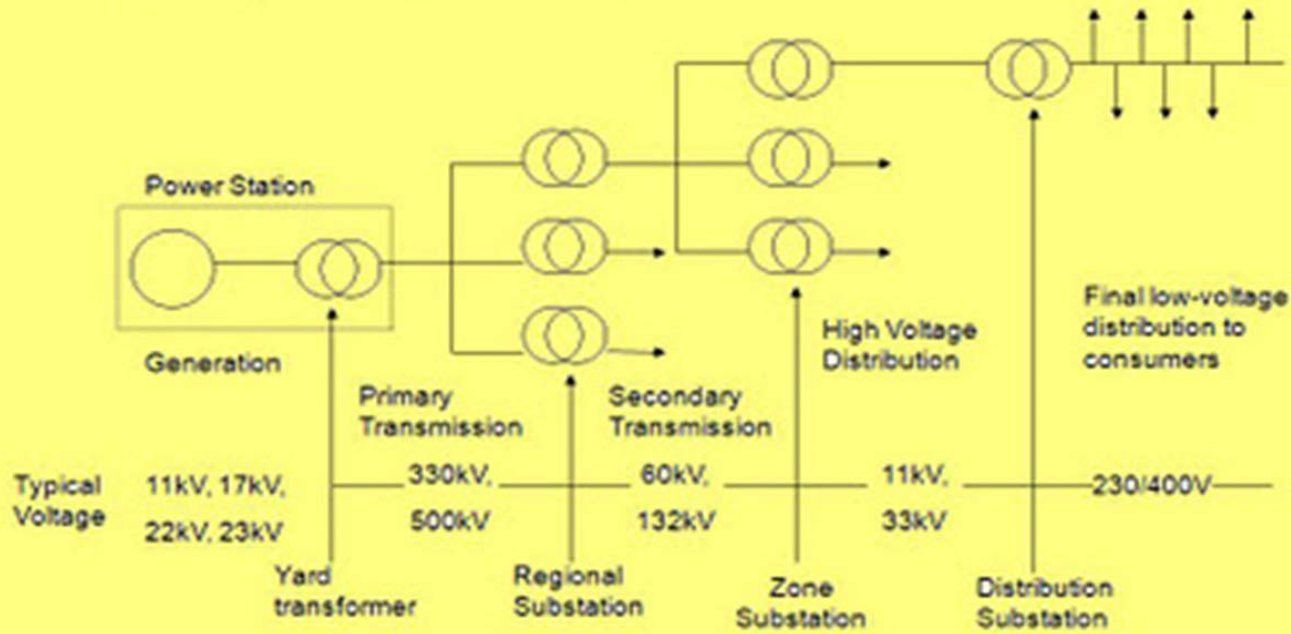 Power Station
Generation
High Voltage
Distribution
Final low-voltage
distribution to
consumers
Primary
Transmission
Secondary
Transmission
Typical
Voltage
11kV, 17kV,
22kV, 23kV
330kV,
500kV
60kV,
132kV
11kV,
33kV
230/400V
Yard
transformer
Regional
Substation
Zone
Substation
Distribution
Substation